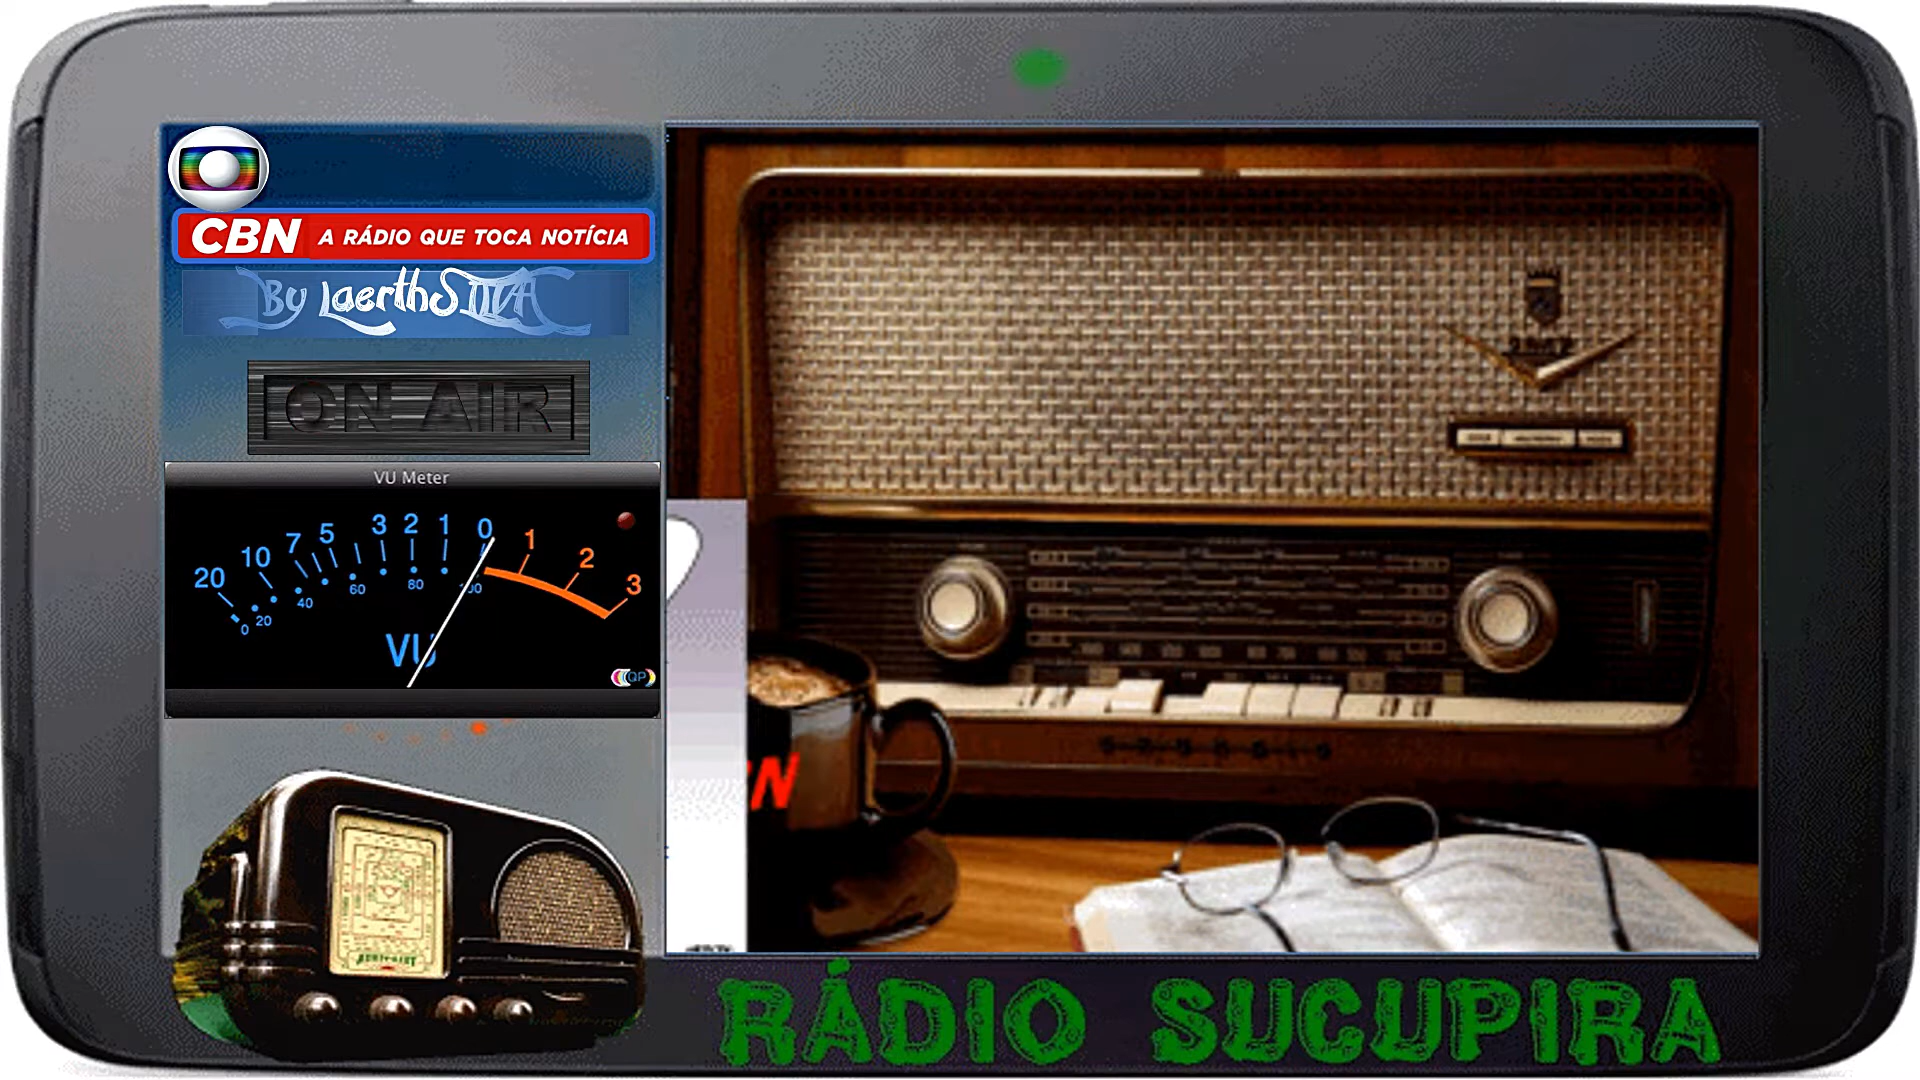 CBN A RÁDIO QUE TOCA NOTÍCIA
By LaerthSILVA
ON AIR
VU Meter
20 10 7 5 3 2 1 0 1 2 3
0 20 40 60 80
VU
QP
N
RÁDIO SUCUPIRA